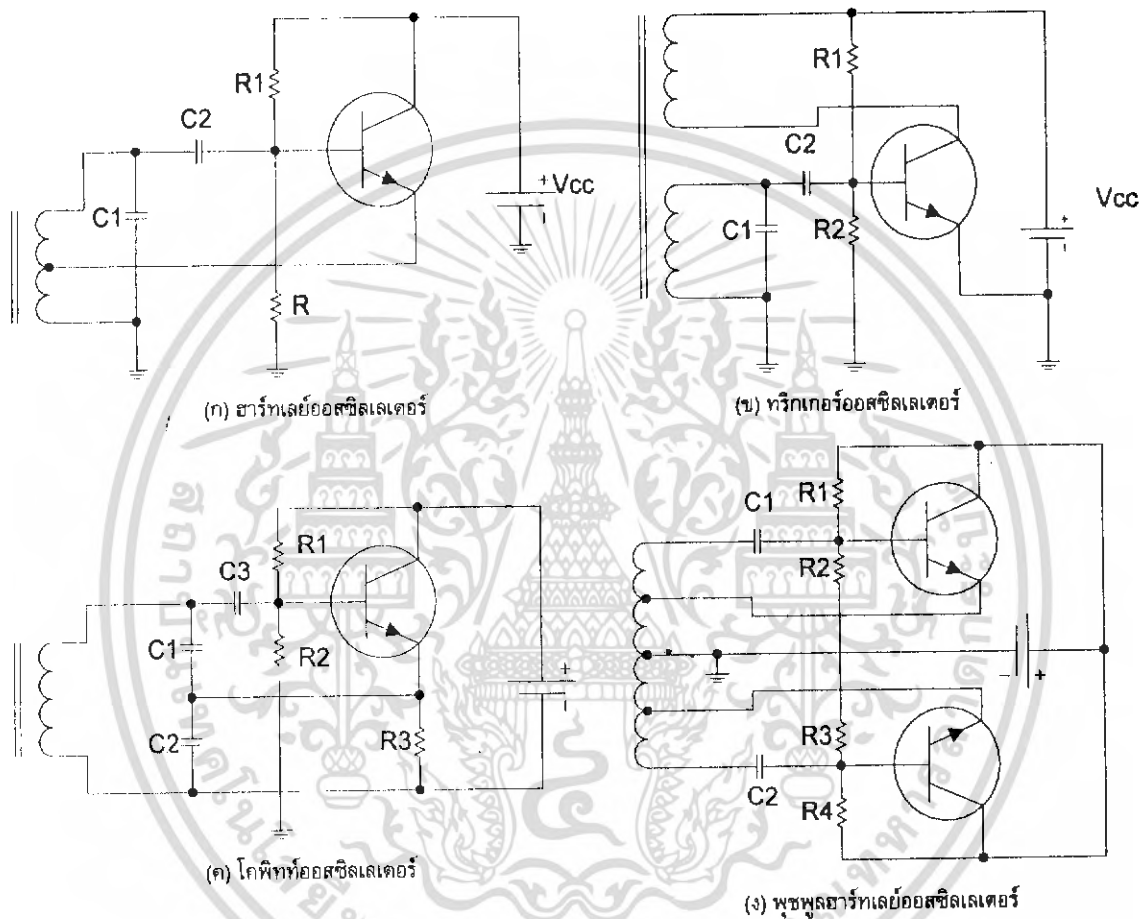 R1
C2
C1
R
+
Vcc
-
(ก) ฮาร์ทเลย์ออสซิลเลเตอร์
R1
C2
C1
R2
+
-
Vcc
(ข) ทริกเกอร์ออสซิลเลเตอร์
R1
C3
C1
R2
C2
R3
+
-
(ค) โคพิทท์ออสซิลเลเตอร์
C1
R1
R2
R3
C2
R4
- +
(ง) พุชพูลฮาร์ทเลย์ออสซิลเลเตอร์